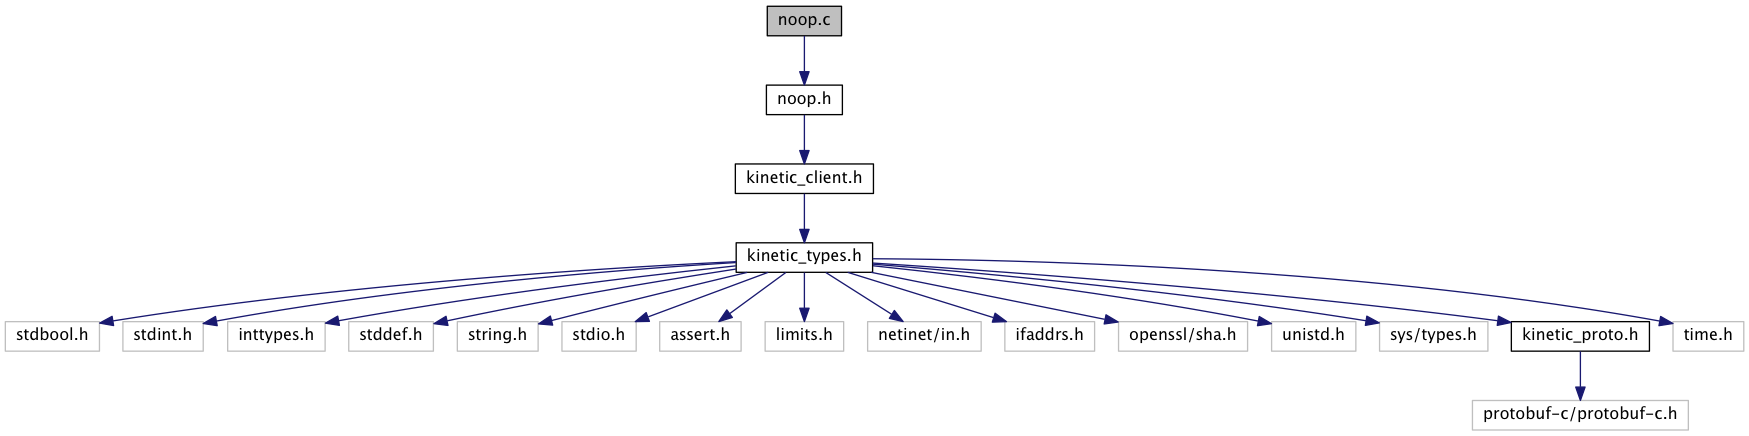 noop.c
noop.h
kinetic_client.h
kinetic_types.h
stdbool.h
stdint.h
inttypes.h
stddef.h
string.h
stdio.h
assert.h
limits.h
netinet/in.h
ifaddrs.h
openssl/sha.h
unistd.h
sys/types.h
kinetic_proto.h
time.h
protobuf-c/protobuf-c.h